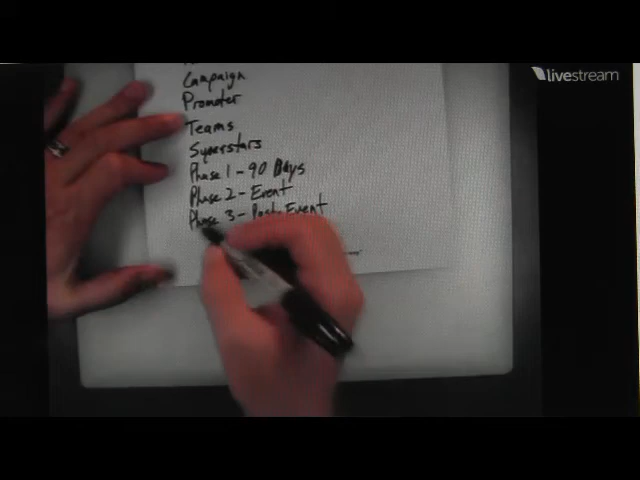 livestream
Campaign
Promoter
Teams
Superstars
Phase 1 - 90 Days
Phase 2 - Event
Phase 3 - Post Event